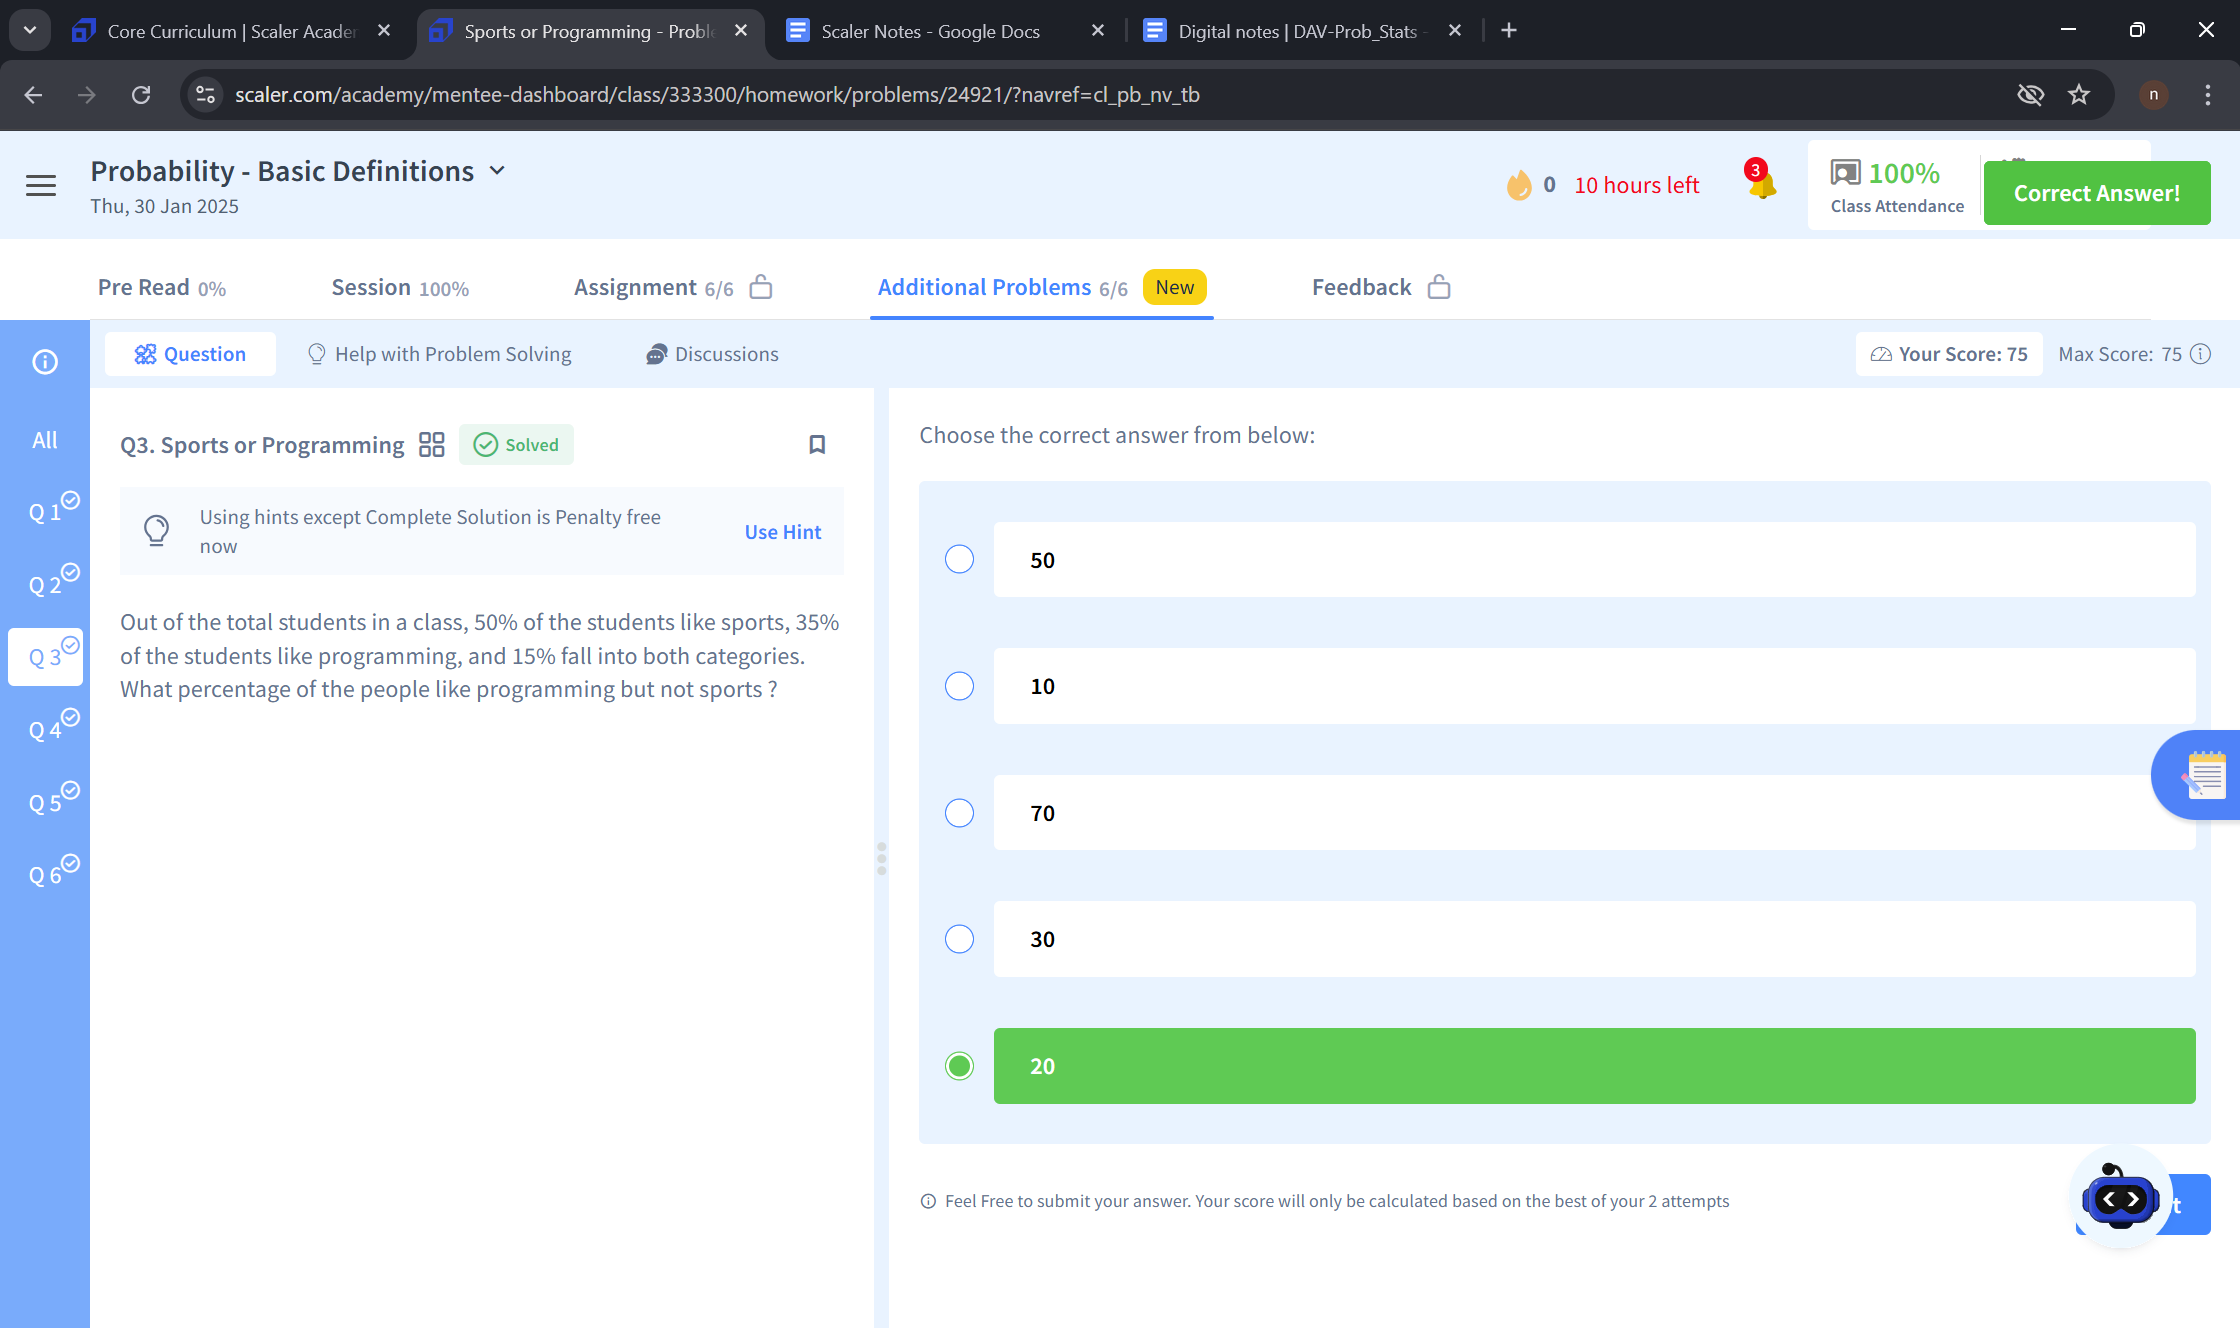 Core Curriculum | Scaler Acader
Sports or Programming - Proble
Scaler Notes - Google Docs
Digital notes | DAV-Prob_Stats -
scaler.com/academy/mentee-dashboard/class/333300/homework/problems/24921/?navref=cl_pb_nv_tb
n
Probability - Basic Definitions
Thu, 30 Jan 2025
0
10 hours left
3
100%
Class Attendance
Correct Answer!
Pre Read 0%
Session 100%
Assignment 6/6
Additional Problems 6/6 New
Feedback
Question
Help with Problem Solving
Discussions
Your Score: 75
Max Score: 75
All
Q 1
Q 2
Q 3
Q 4
Q 5
Q 6
Q3. Sports or Programming
Solved
Using hints except Complete Solution is Penalty free
now
Use Hint
Out of the total students in a class, 50% of the students like sports, 35%
of the students like programming, and 15% fall into both categories.
What percentage of the people like programming but not sports ?
Choose the correct answer from below:
50
10
70
30
20
Feel Free to submit your answer. Your score will only be calculated based on the best of your 2 attempts